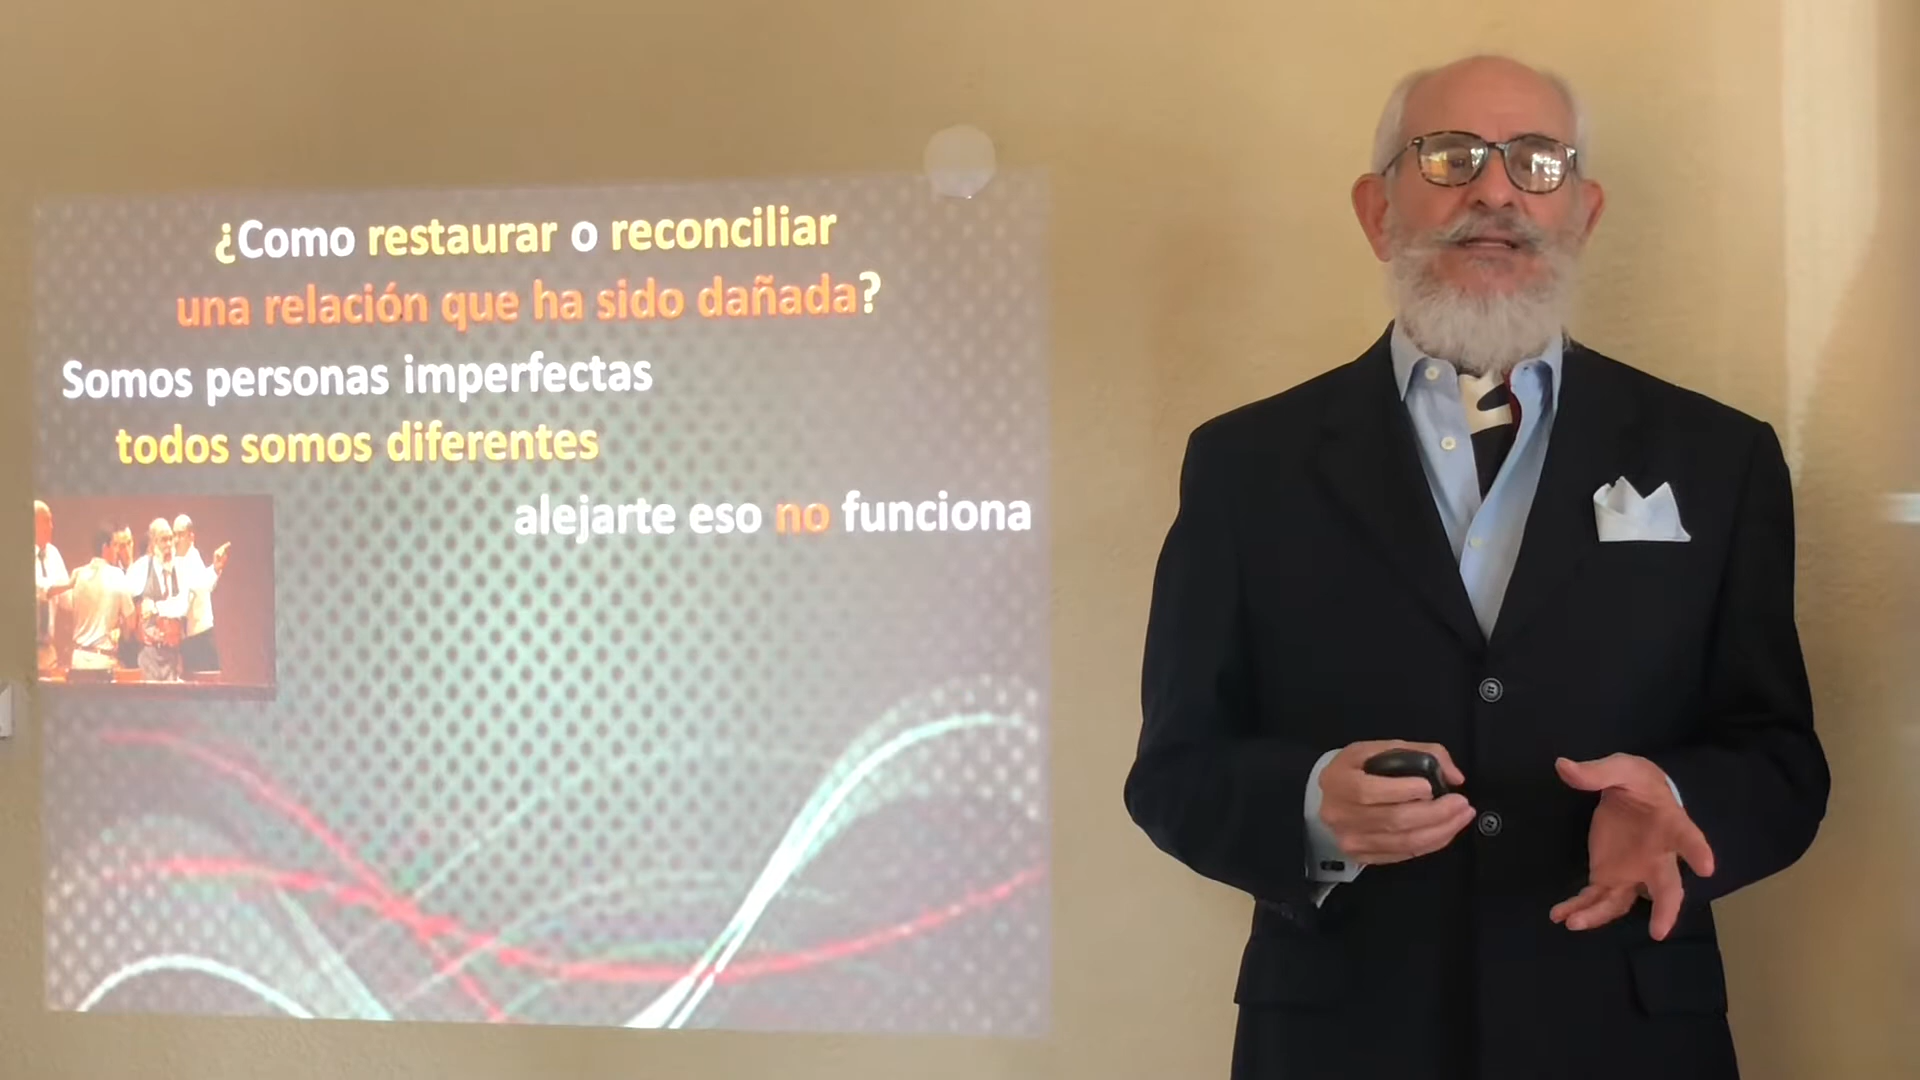 ¿Como restaurar o reconciliar
una relación que ha sido dañada?
Somos personas imperfectas
todos somos diferentes
alejarte eso no funciona